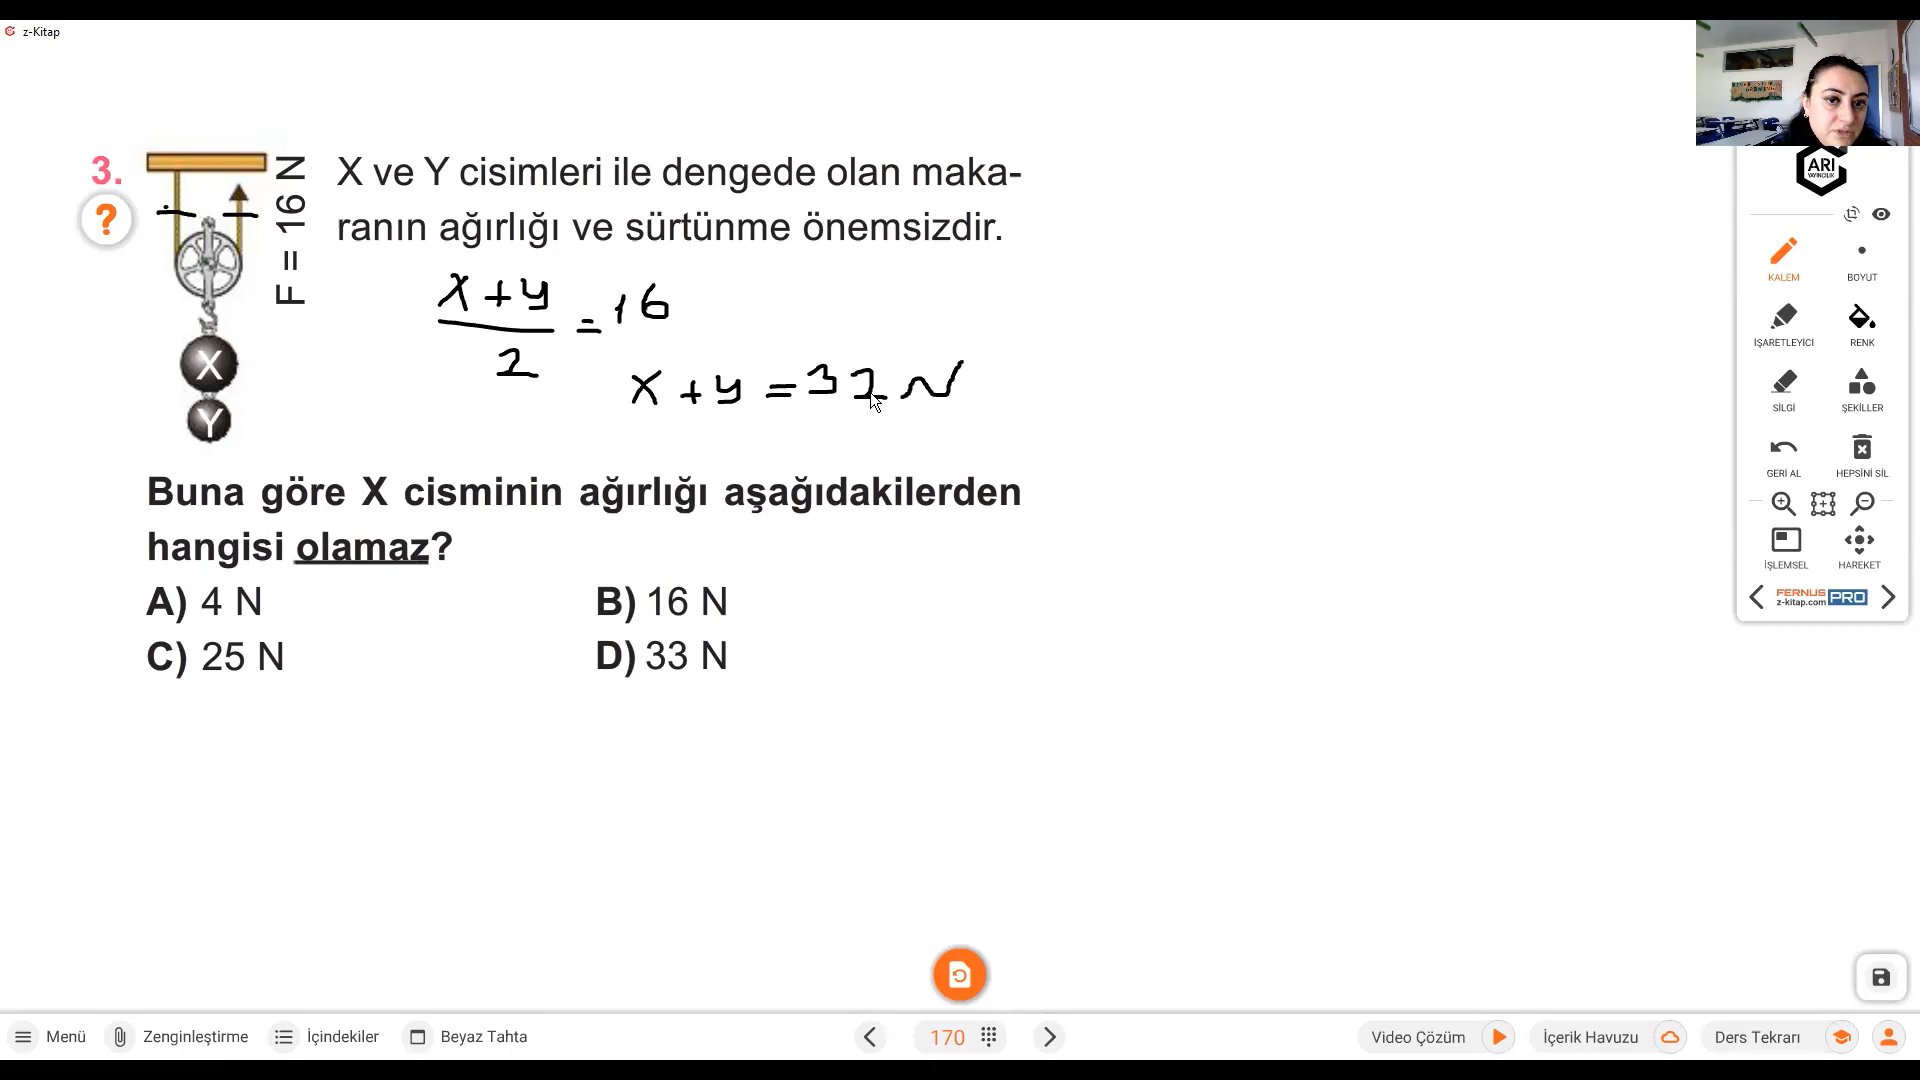 z-Kitap
3.
?
F = 16 N
X
Y
X ve Y cisimleri ile dengede olan maka-
ranın ağırlığı ve sürtünme önemsizdir.
x + y
2
= 16
x + y = 32 N
Buna göre X cisminin ağırlığı aşağıdakilerden
hangisi olamaz?
A) 4 N
B) 16 N
C) 25 N
D) 33 N
ARI
YAYINCILIK
KALEM
BOYUT
İŞARETLEYİCİ
RENK
SİLGİ
ŞEKİLLER
GERİ AL
HEPSİNİ SİL
İŞLEMSEL
HAREKET
FERNUS
z-kitap.com
PRO
Menü
Zenginleştirme
İçindekiler
Beyaz Tahta
170
Video Çözüm
İçerik Havuzu
Ders Tekrarı